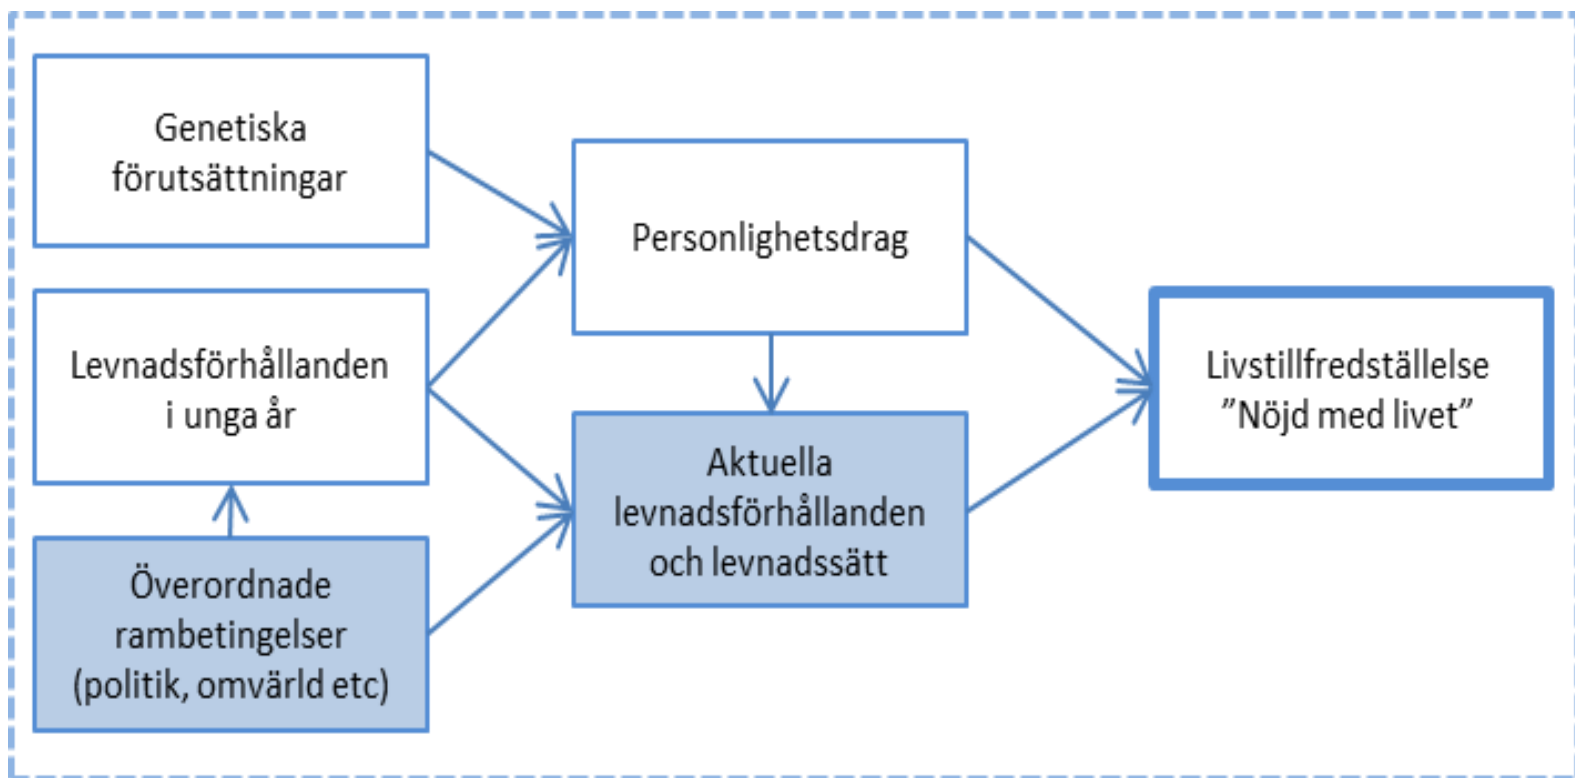 Genetiska
förutsättningar
Levnadsförhållanden
i unga år
Överordnade
rambetingelser
(politik, omvärld etc)
Personlighetsdrag
Aktuella
levnadsförhållanden
och levnadssätt
Livstillfredställelse
”Nöjd med livet”